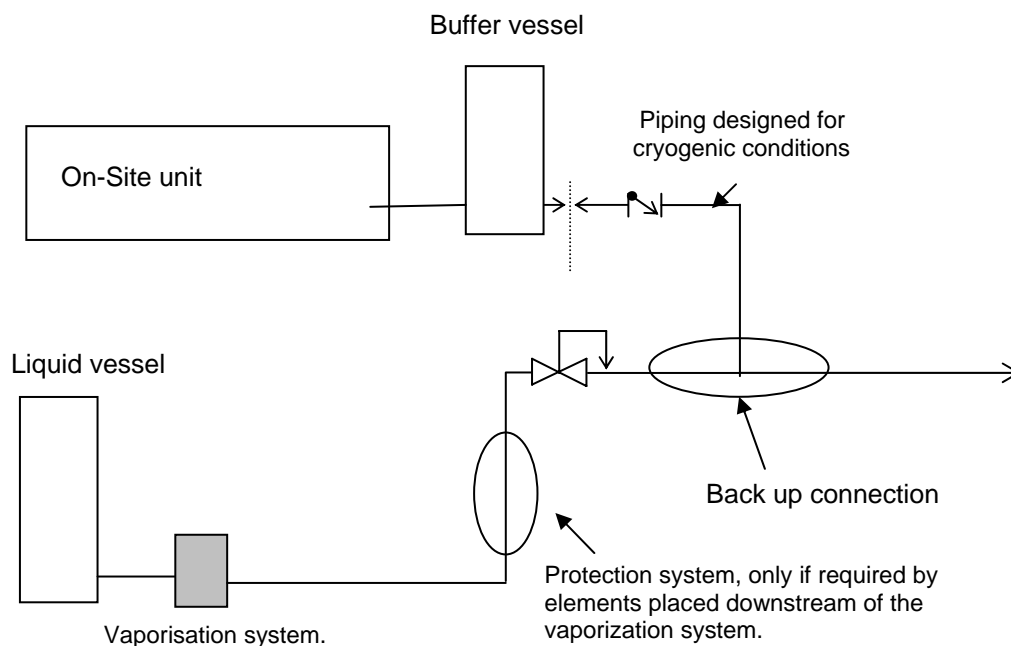 Buffer vessel
Piping designed for
cryogenic conditions
On-Site unit
Liquid vessel
Back up connection
Protection system, only if required by
elements placed downstream of the
vaporization system.
Vaporisation system.